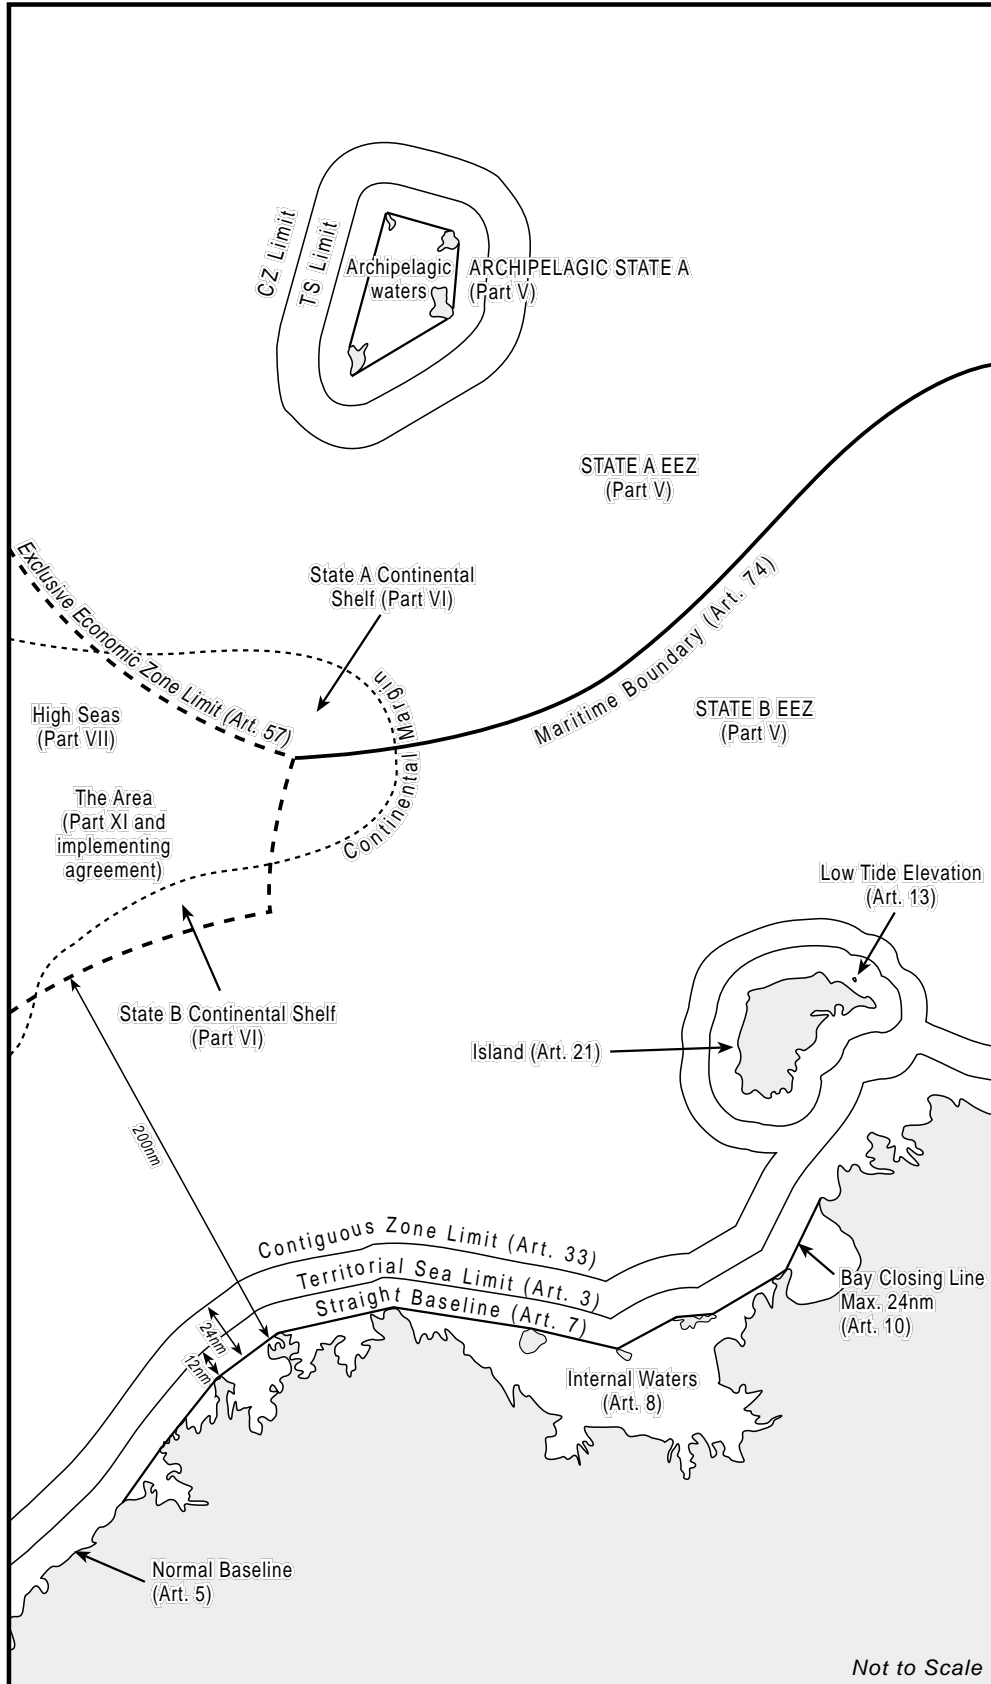 CZ Limit
TS Limit
Archipelagic
waters
ARCHIPELAGIC STATE A
(Part V)
STATE A EEZ
(Part V)
Exclusive Economic Zone Limit (Art. 57)
State A Continental
Shelf (Part VI)
Continental Margin
Maritime Boundary (Art. 74)
High Seas
(Part VII)
STATE B EEZ
(Part V)
The Area
(Part XI and
implementing
agreement)
Low Tide Elevation
(Art. 13)
State B Continental Shelf
(Part VI)
Island (Art. 21)
200nm
Contiguous Zone Limit (Art. 33)
Territorial Sea Limit (Art. 3)
Straight Baseline (Art. 7)
24nm
12nm
Bay Closing Line
Max. 24nm
(Art. 10)
Internal Waters
(Art. 8)
Normal Baseline
(Art. 5)
Not to Scale